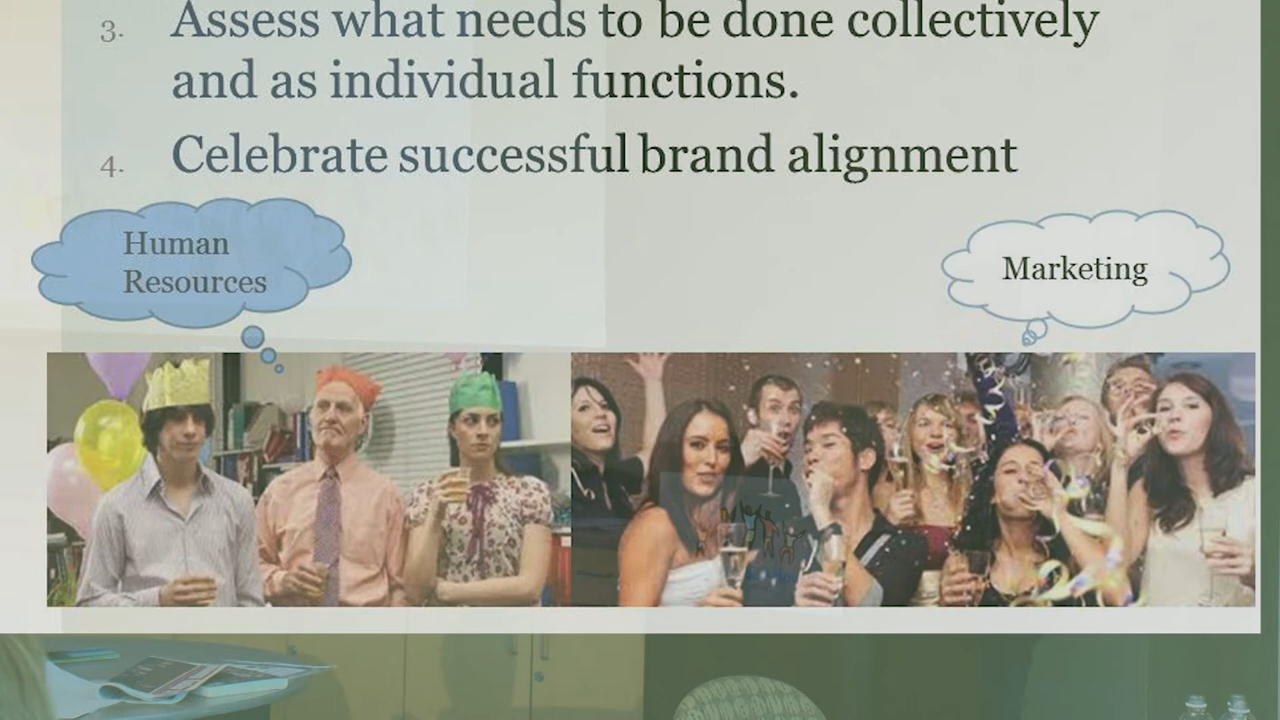 3. Assess what needs to be done collectively
and as individual functions.
4. Celebrate successful brand alignment
Human
Resources
Marketing